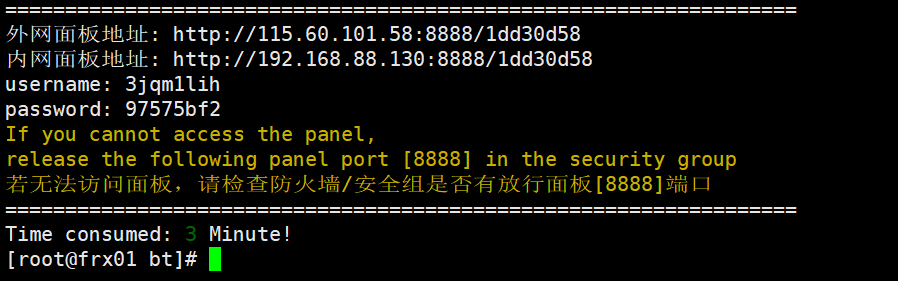 ==================================================================
外网面板地址: http://115.60.101.58:8888/1dd30d58
内网面板地址: http://192.168.88.130:8888/1dd30d58
username: 3jqm1lih
password: 97575bf2
If you cannot access the panel,
release the following panel port [8888] in the security group
若无法访问面板，请检查防火墙/安全组是否有放行面板[8888]端口
==================================================================
Time consumed: 3 Minute!
[root@frx01 bt]#